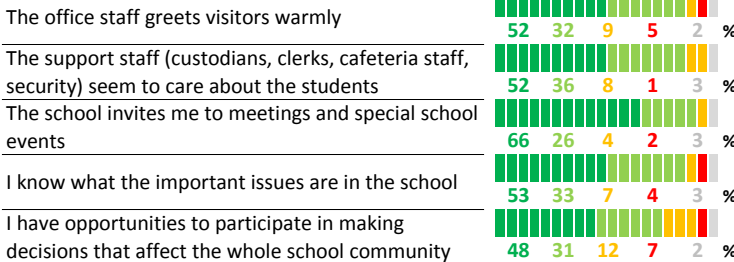 The office staff greets visitors warmly
52 32 9 5 2 %
The support staff (custodians, clerks, cafeteria staff,
security) seem to care about the students
52 36 8 1 3 %
The school invites me to meetings and special school
events
66 26 4 2 3 %
I know what the important issues are in the school
53 33 7 4 3 %
I have opportunities to participate in making
decisions that affect the whole school community
48 31 12 7 2 %